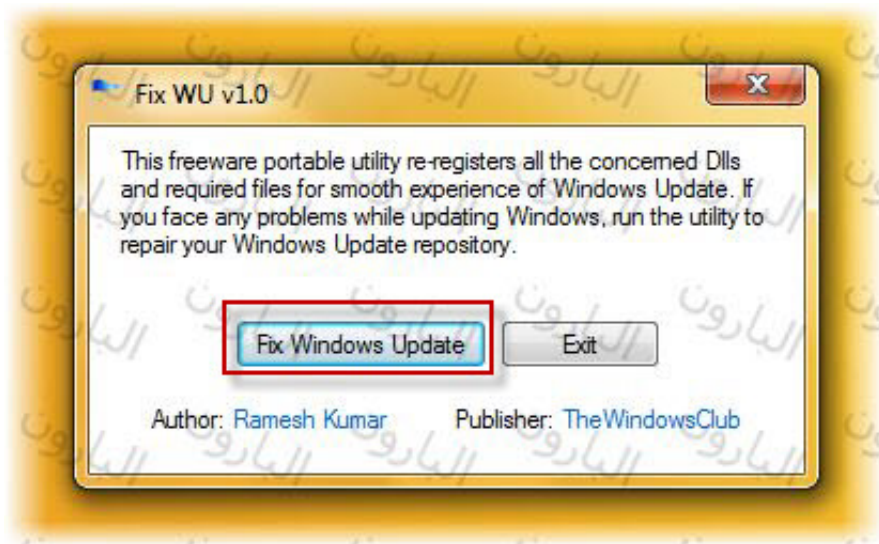 Fix WU v1.0
This freeware portable utility re-registers all the concerned Dlls
and required files for smooth experience of Windows Update. If
you face any problems while updating Windows, run the utility to
repair your Windows Update repository.
Fix Windows Update Exit
Author: Ramesh Kumar Publisher: TheWindowsClub
البارون